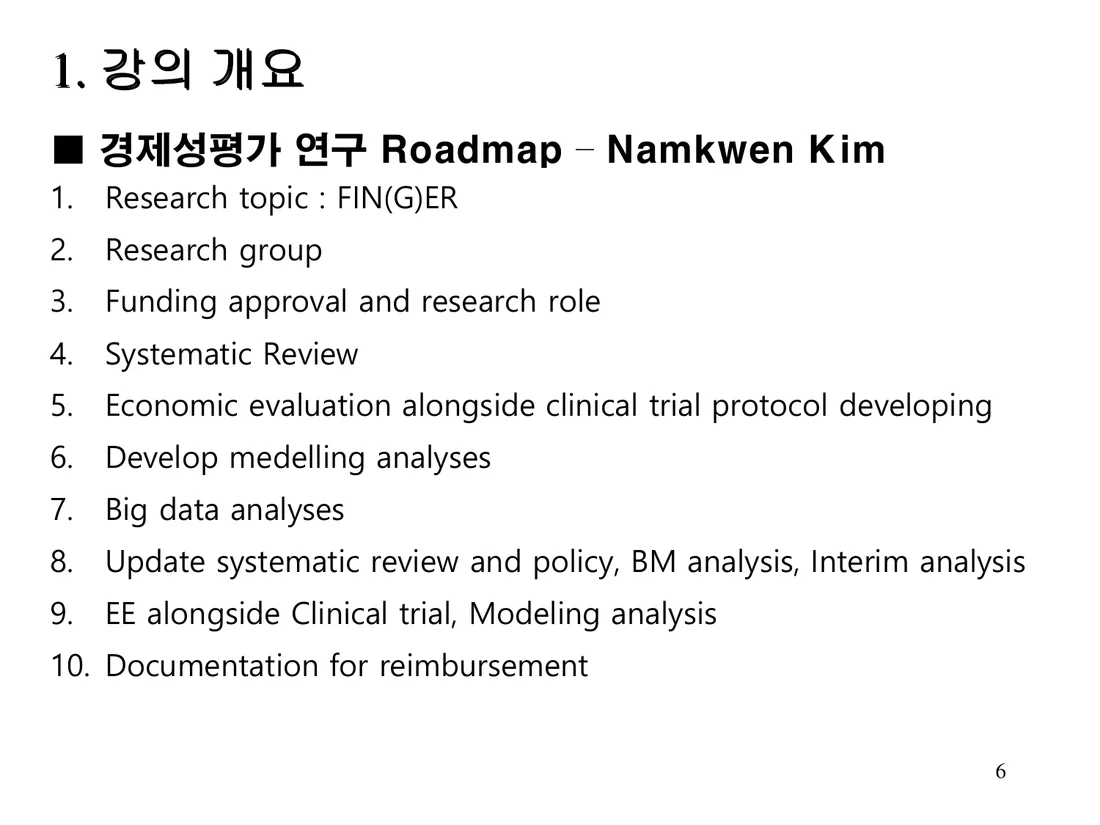 1. 강의 개요
■ 경제성평가 연구 Roadmap – Namkwen Kim
1. Research topic : FIN(G)ER
2. Research group
3. Funding approval and research role
4. Systematic Review
5. Economic evaluation alongside clinical trial protocol developing
6. Develop medelling analyses
7. Big data analyses
8. Update systematic review and policy, BM analysis, Interim analysis
9. EE alongside Clinical trial, Modeling analysis
10. Documentation for reimbursement
6